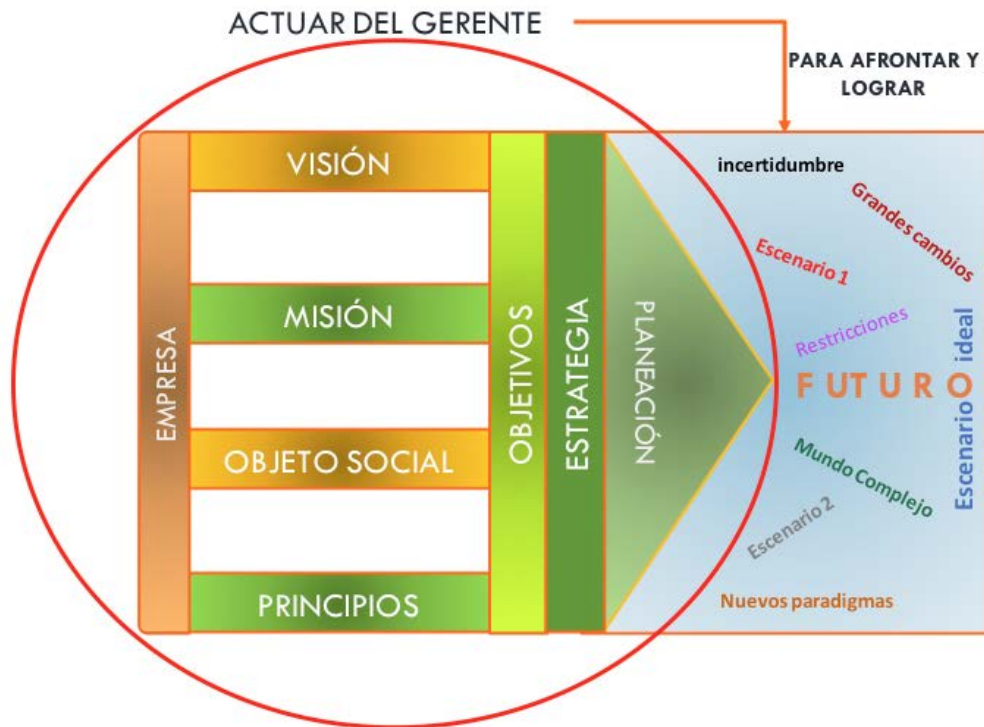 ACTUAR DEL GERENTE
PARA AFRONTAR Y
LOGRAR
EMPRESA
VISIÓN
MISIÓN
OBJETO SOCIAL
PRINCIPIOS
OBJETIVOS
ESTRATEGIA
PLANEACIÓN
incertidumbre
Grandes cambios
Escenario 1
Restricciones
FUTURO
Escenario ideal
Mundo Complejo
Escenario 2
Nuevos paradigmas